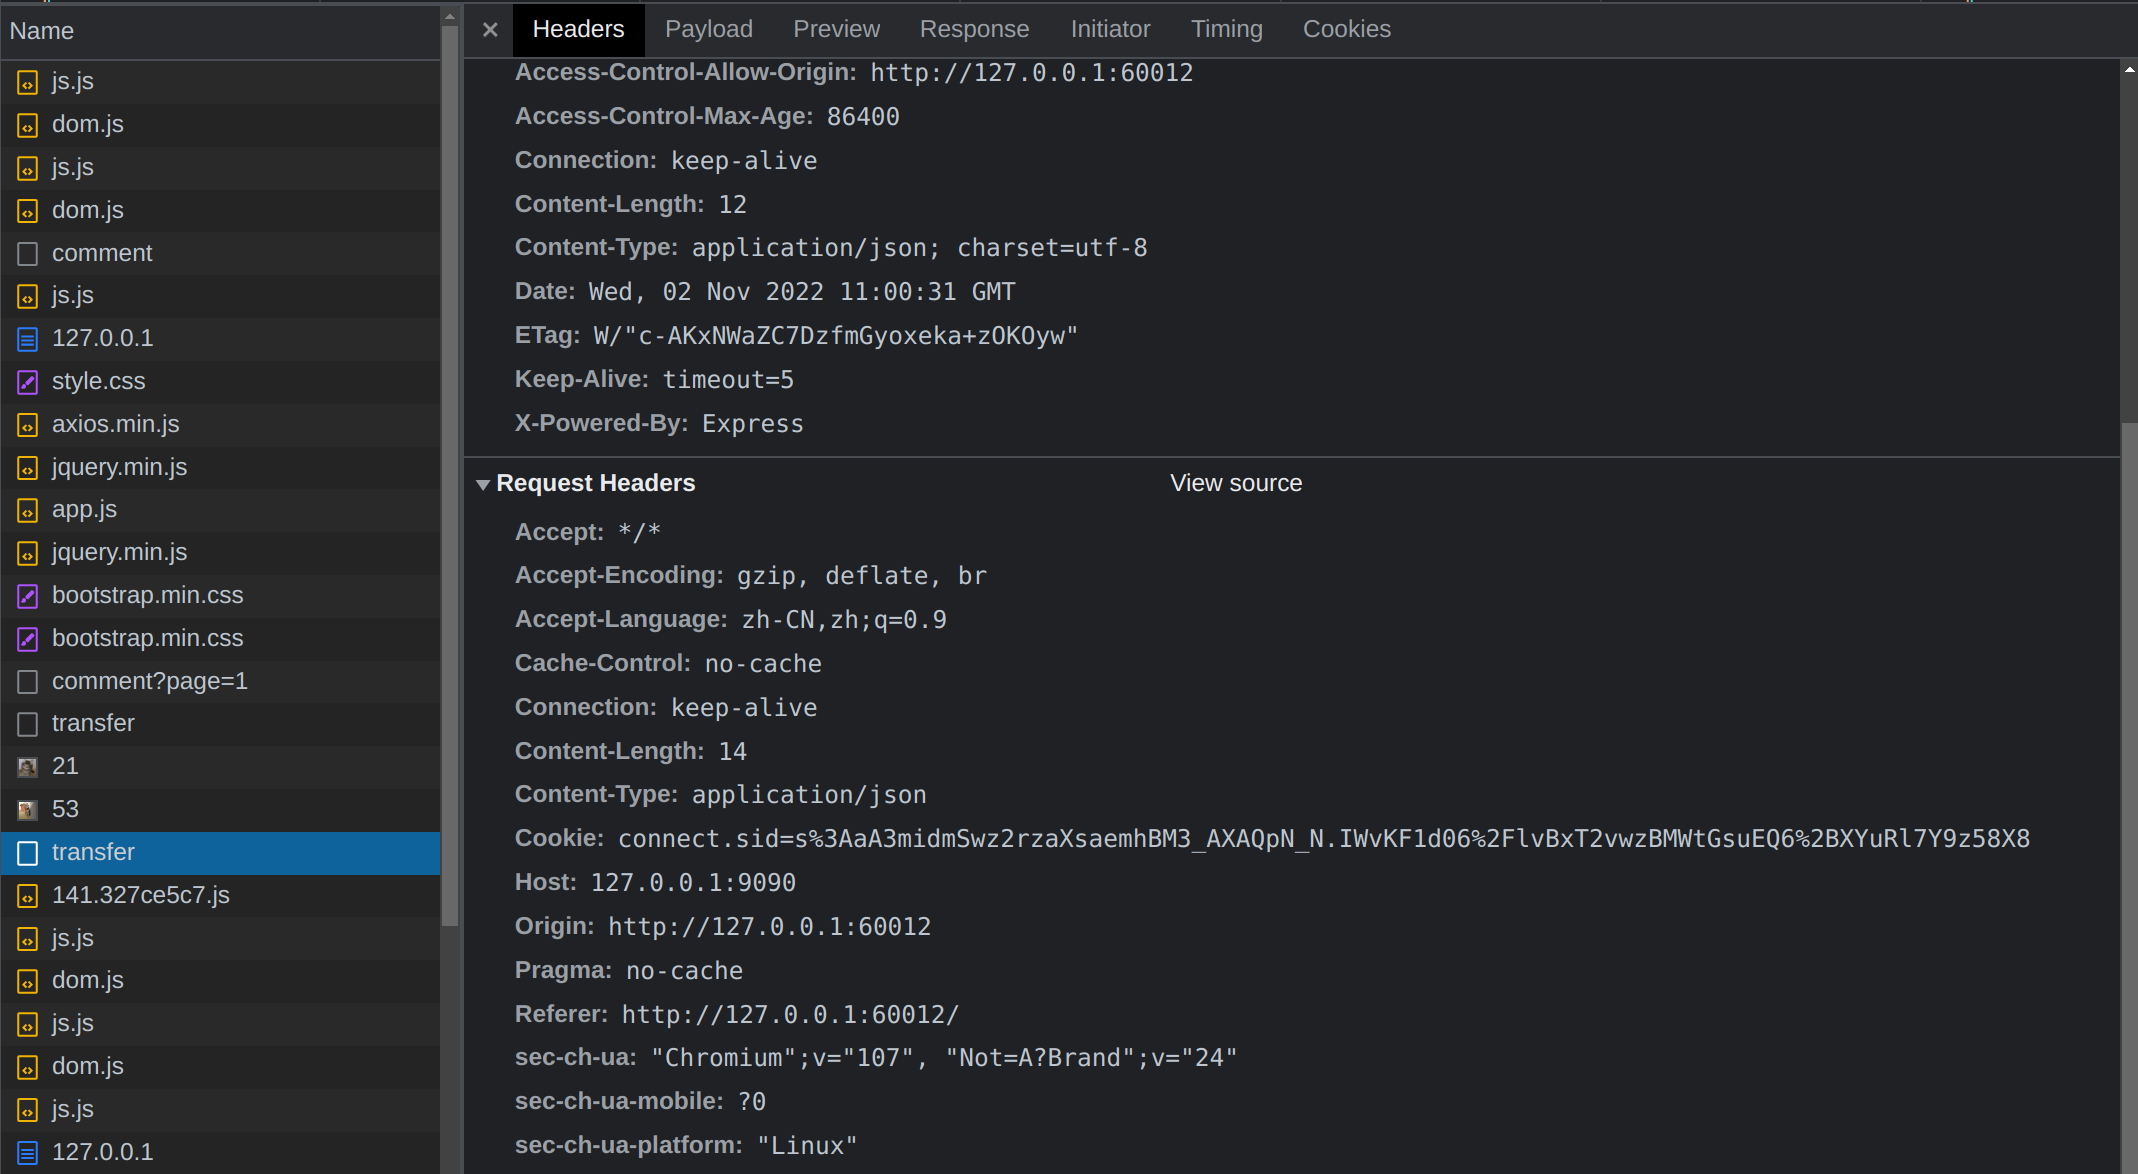 Name
js.js
dom.js
js.js
dom.js
comment
js.js
127.0.0.1
style.css
axios.min.js
jquery.min.js
app.js
jquery.min.js
bootstrap.min.css
bootstrap.min.css
comment?page=1
transfer
21
53
transfer
141.327ce5c7.js
js.js
dom.js
js.js
dom.js
js.js
127.0.0.1
Headers Payload Preview Response Initiator Timing Cookies
Access-Control-Allow-Origin: http://127.0.0.1:60012
Access-Control-Max-Age: 86400
Connection: keep-alive
Content-Length: 12
Content-Type: application/json; charset=utf-8
Date: Wed, 02 Nov 2022 11:00:31 GMT
ETag: W/"c-AKxNWaZC7DzfmGyoxeka+zOKOyw"
Keep-Alive: timeout=5
X-Powered-By: Express
Request Headers View source
Accept: */*
Accept-Encoding: gzip, deflate, br
Accept-Language: zh-CN,zh;q=0.9
Cache-Control: no-cache
Connection: keep-alive
Content-Length: 14
Content-Type: application/json
Cookie: connect.sid=s%3AaA3midmSwz2rzaXsaemhBM3_AXAQpN_N.IWvKF1d06%2FlvBxT2vwzBMWtGsuEQ6%2BXYuRl7Y9z58X8
Host: 127.0.0.1:9090
Origin: http://127.0.0.1:60012
Pragma: no-cache
Referer: http://127.0.0.1:60012/
sec-ch-ua: "Chromium";v="107", "Not=A?Brand";v="24"
sec-ch-ua-mobile: ?0
sec-ch-ua-platform: "Linux"